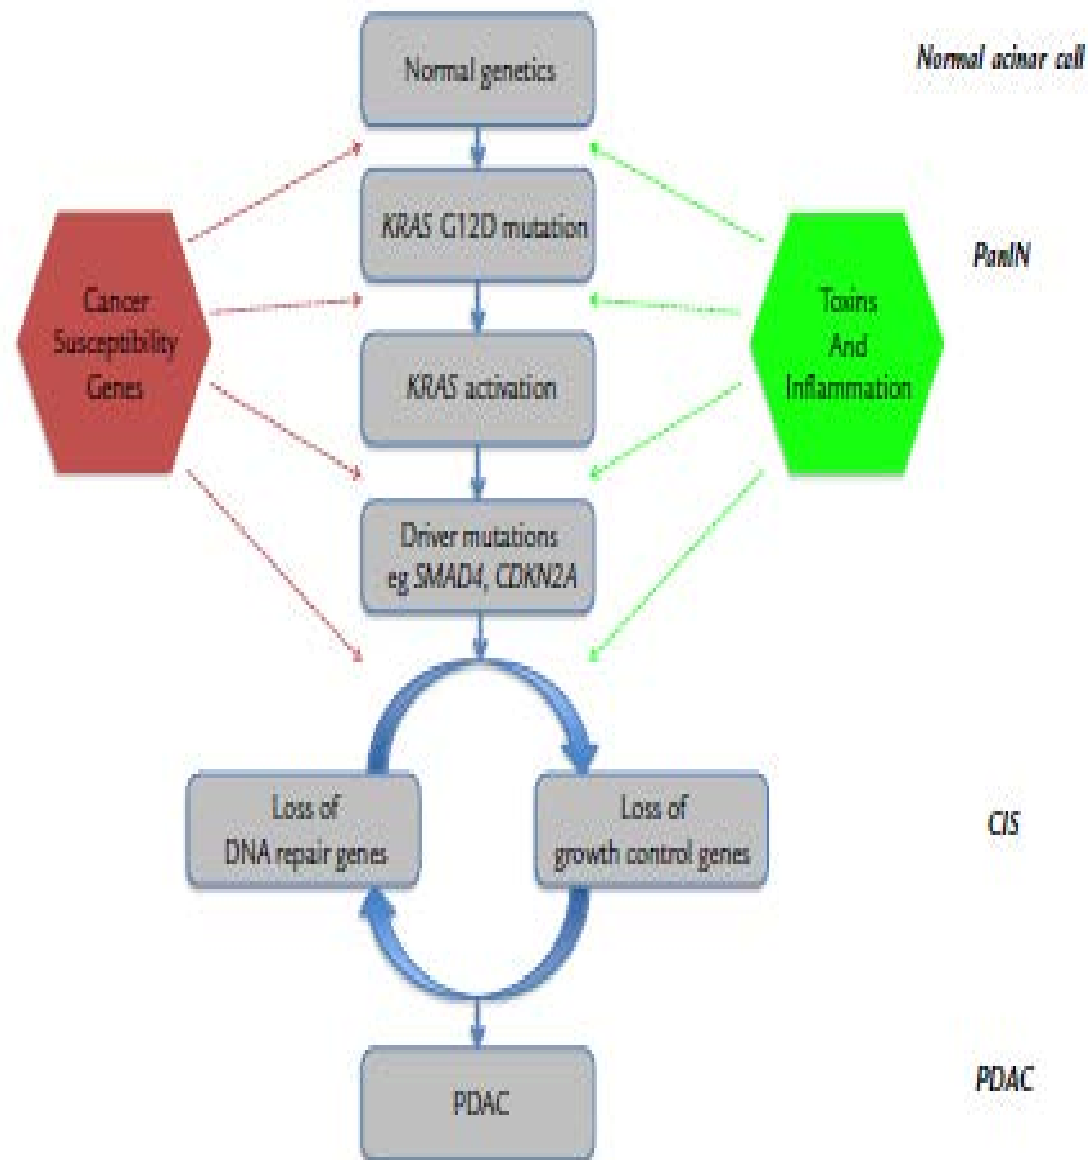 Normal genetics
Normal acinar cell
KRAS G12D mutation
PanIN
Cancer
Susceptibility
Genes
Toxins
And
Inflammation
KRAS activation
Driver mutations
eg SMAD4, CDKN2A
Loss of
DNA repair genes
Loss of
growth control genes
CIS
PDAC
PDAC